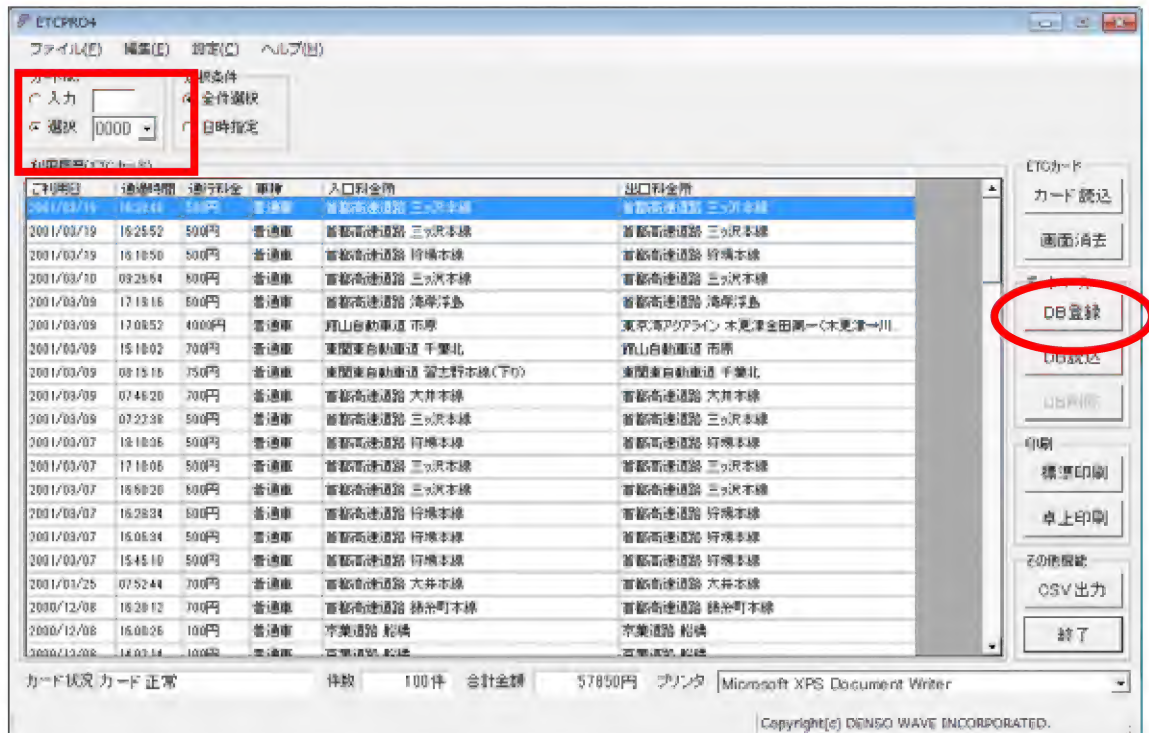 ETCPRO4
ファイル(F) 編集(E) 設定(C) ヘルプ(H)
選択条件
入力 全件選択
選択 0000 日時指定
ETCカード
ご利用日 通過時間 通行料金 車種 入口料金所 出口料金所
カード読込
500円 普通車 首都高速道路 三ッ沢本線 首都高速道路 三ッ沢本線
2001/03/19 16:25:52 500円 普通車 首都高速道路 三ッ沢本線 首都高速道路 三ッ沢本線
画面消去
2001/03/19 16:10:50 500円 普通車 首都高速道路 狩場本線 首都高速道路 狩場本線
2001/03/10 09:25:54 500円 普通車 首都高速道路 三ッ沢本線 首都高速道路 三ッ沢本線
2001/03/09 17:19:16 500円 普通車 首都高速道路 湾岸浮島 首都高速道路 湾岸浮島
DB登録
2001/03/09 17:08:52 4000円 普通車 館山自動車道 市原 東京湾アクアライン 木更津金田第一(木更津→川
2001/03/09 15:10:02 700円 普通車 東関東自動車道 千葉北 館山自動車道 市原
DB読込
2001/03/09 08:15:16 750円 普通車 東関東自動車道 習志野本線(下り) 東関東自動車道 千葉北
2001/03/09 07:46:20 700円 普通車 首都高速道路 大井本線 首都高速道路 大井本線
DB削除
2001/03/09 07:22:38 500円 普通車 首都高速道路 三ッ沢本線 首都高速道路 三ッ沢本線
2001/03/07 500円 普通車 首都高速道路 狩場本線 首都高速道路 狩場本線
印刷
2001/03/07 17:18:06 500円 普通車 首都高速道路 三ッ沢本線 首都高速道路 三ッ沢本線
標準印刷
2001/03/07 16:50:20 500円 普通車 首都高速道路 三ッ沢本線 首都高速道路 三ッ沢本線
2001/03/07 16:28:34 500円 普通車 首都高速道路 狩場本線 首都高速道路 狩場本線
卓上印刷
2001/03/07 16:06:34 500円 普通車 首都高速道路 狩場本線 首都高速道路 狩場本線
2001/03/07 15:45:10 500円 普通車 首都高速道路 狩場本線 首都高速道路 狩場本線
その他機能
2001/01/25 07:52:44 700円 普通車 首都高速道路 大井本線 首都高速道路 大井本線
CSV出力
2000/12/08 16:28:12 700円 普通車 首都高速道路 錦糸町本線 首都高速道路 錦糸町本線
2000/12/08 16:08:26 100円 普通車 京葉道路 船橋 京葉道路 船橋
終了
カード状況 カード 正常 件数 100件 合計金額 57850円 プリンタ Microsoft XPS Document Writer
Copyright(c) DENSO WAVE INCORPORATED.